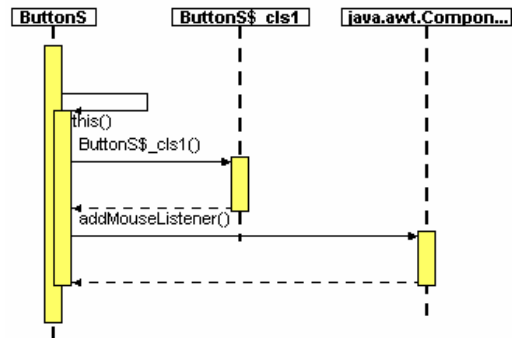 ButtonS
ButtonS$_cls1
java.awt.Compon...
this()
ButtonS$_cls1()
addMouseListener()